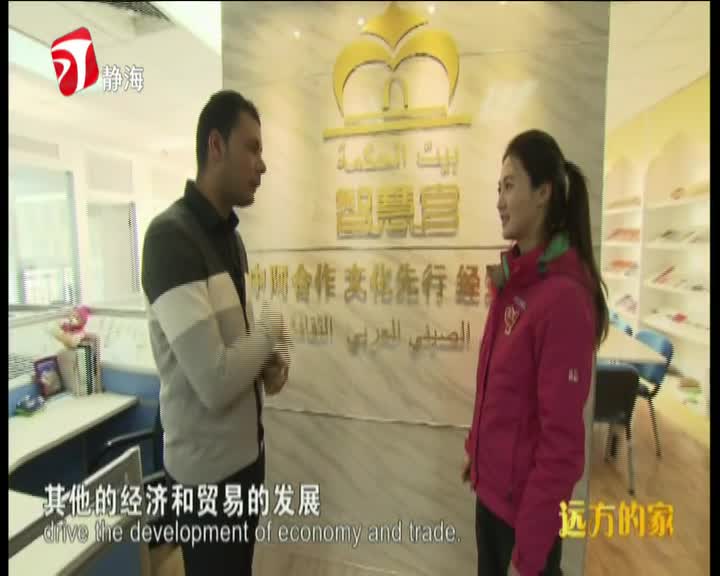 静海
بيت الحكمة
智慧宫
中阿合作 文化先行 经
الصيني العربي الثقافي
其他的经济和贸易的发展
drive the development of economy and trade.
远方的家